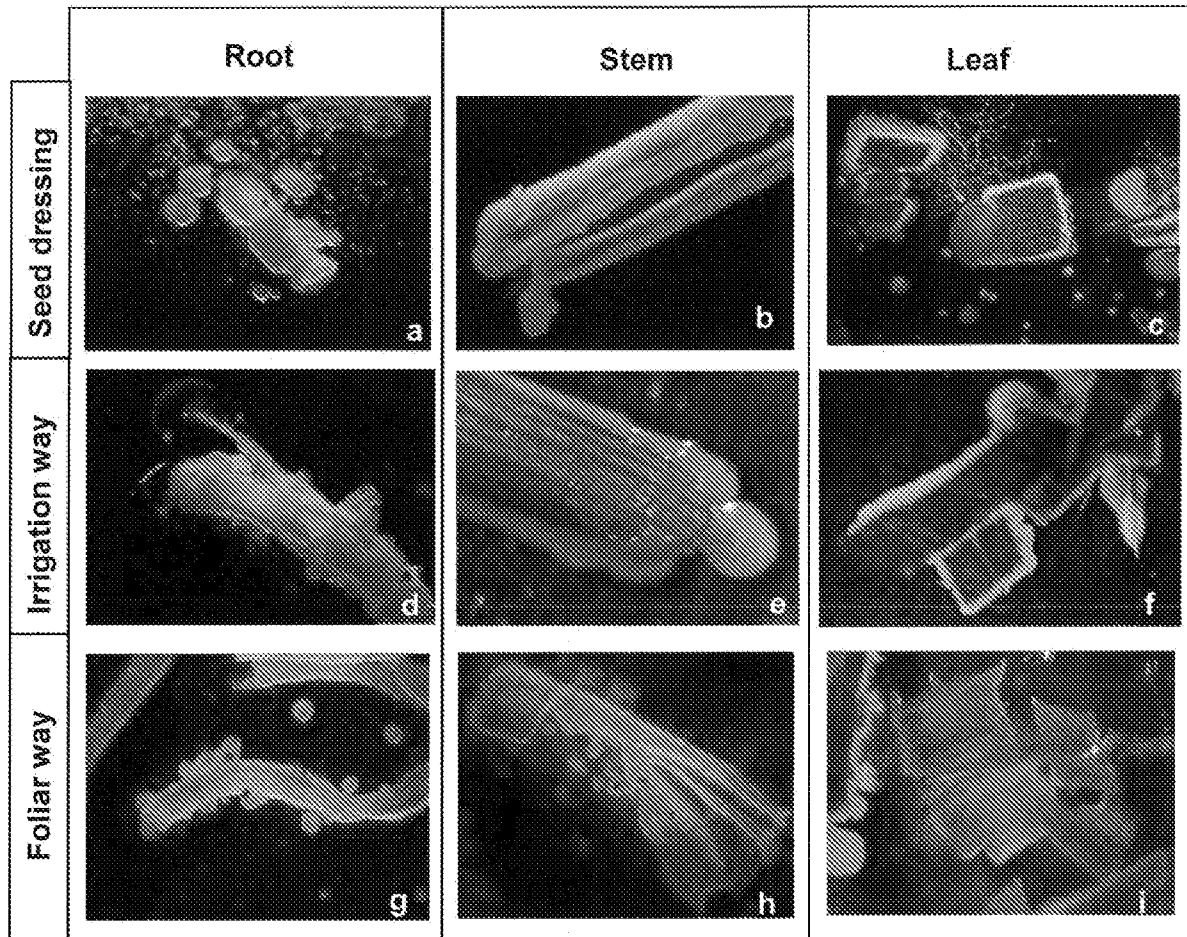 Root Stem Leaf
Seed dressing
a b c
Irrigation way
d e f
Foliar way
g h i